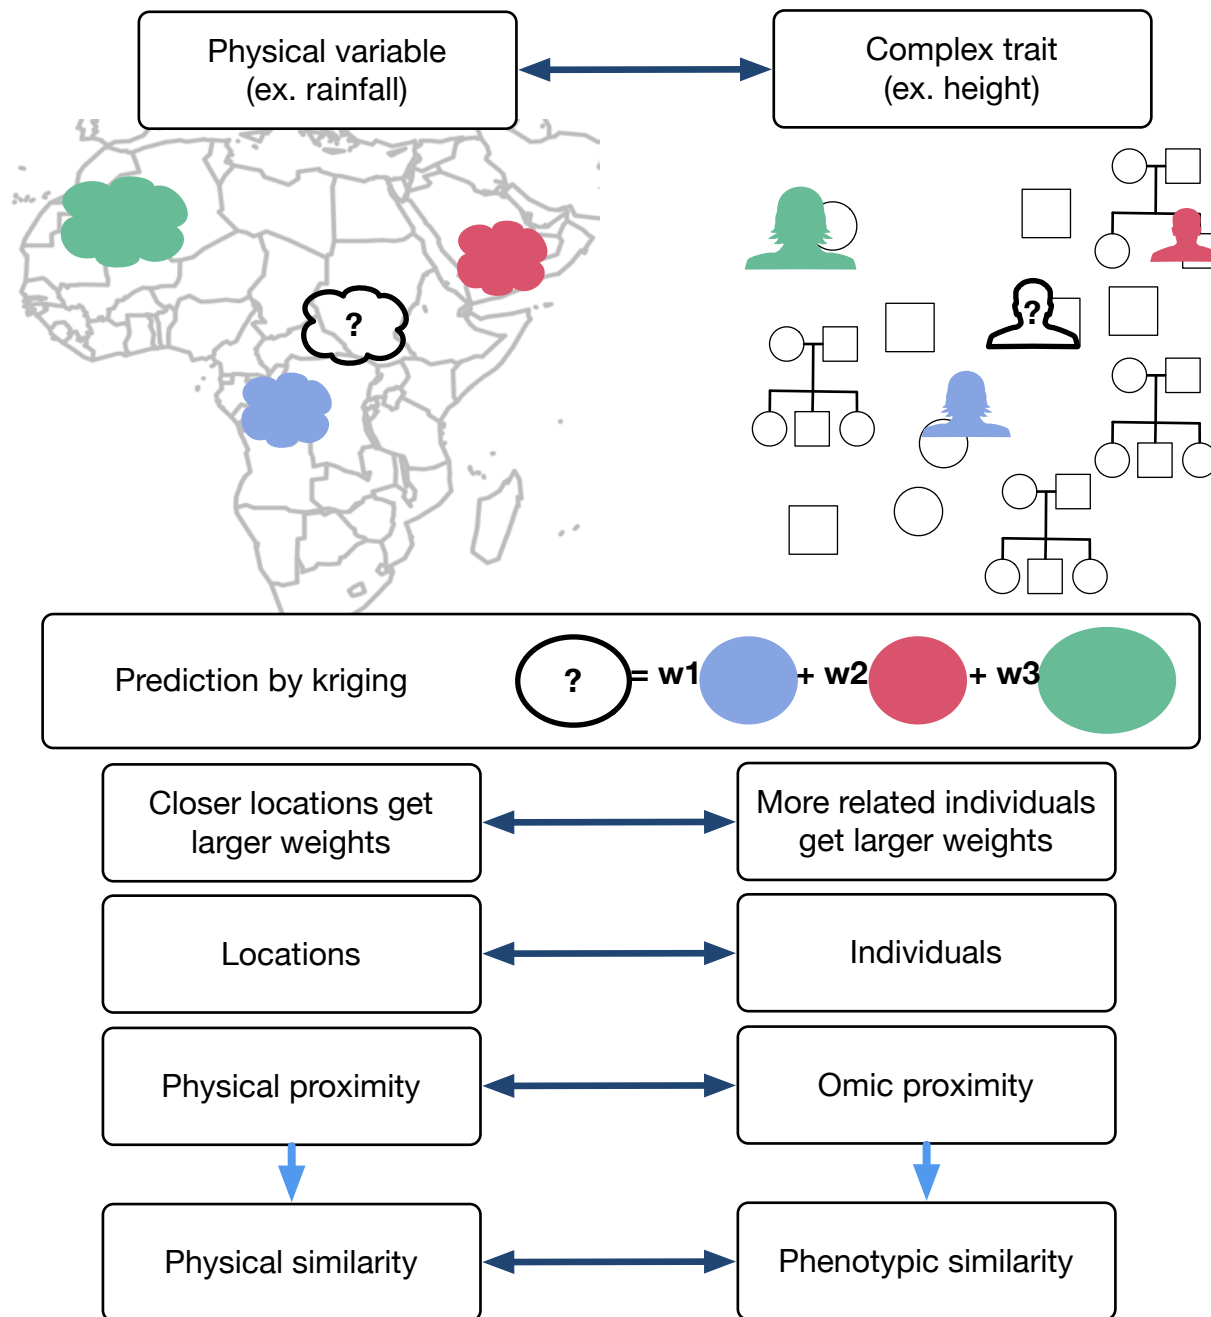 Physical variable
(ex. rainfall)
Complex trait
(ex. height)
?
?
Prediction by kriging
? = w1 + w2 + w3
Closer locations get
larger weights
More related individuals
get larger weights
Locations
Individuals
Physical proximity
Omic proximity
Physical similarity
Phenotypic similarity